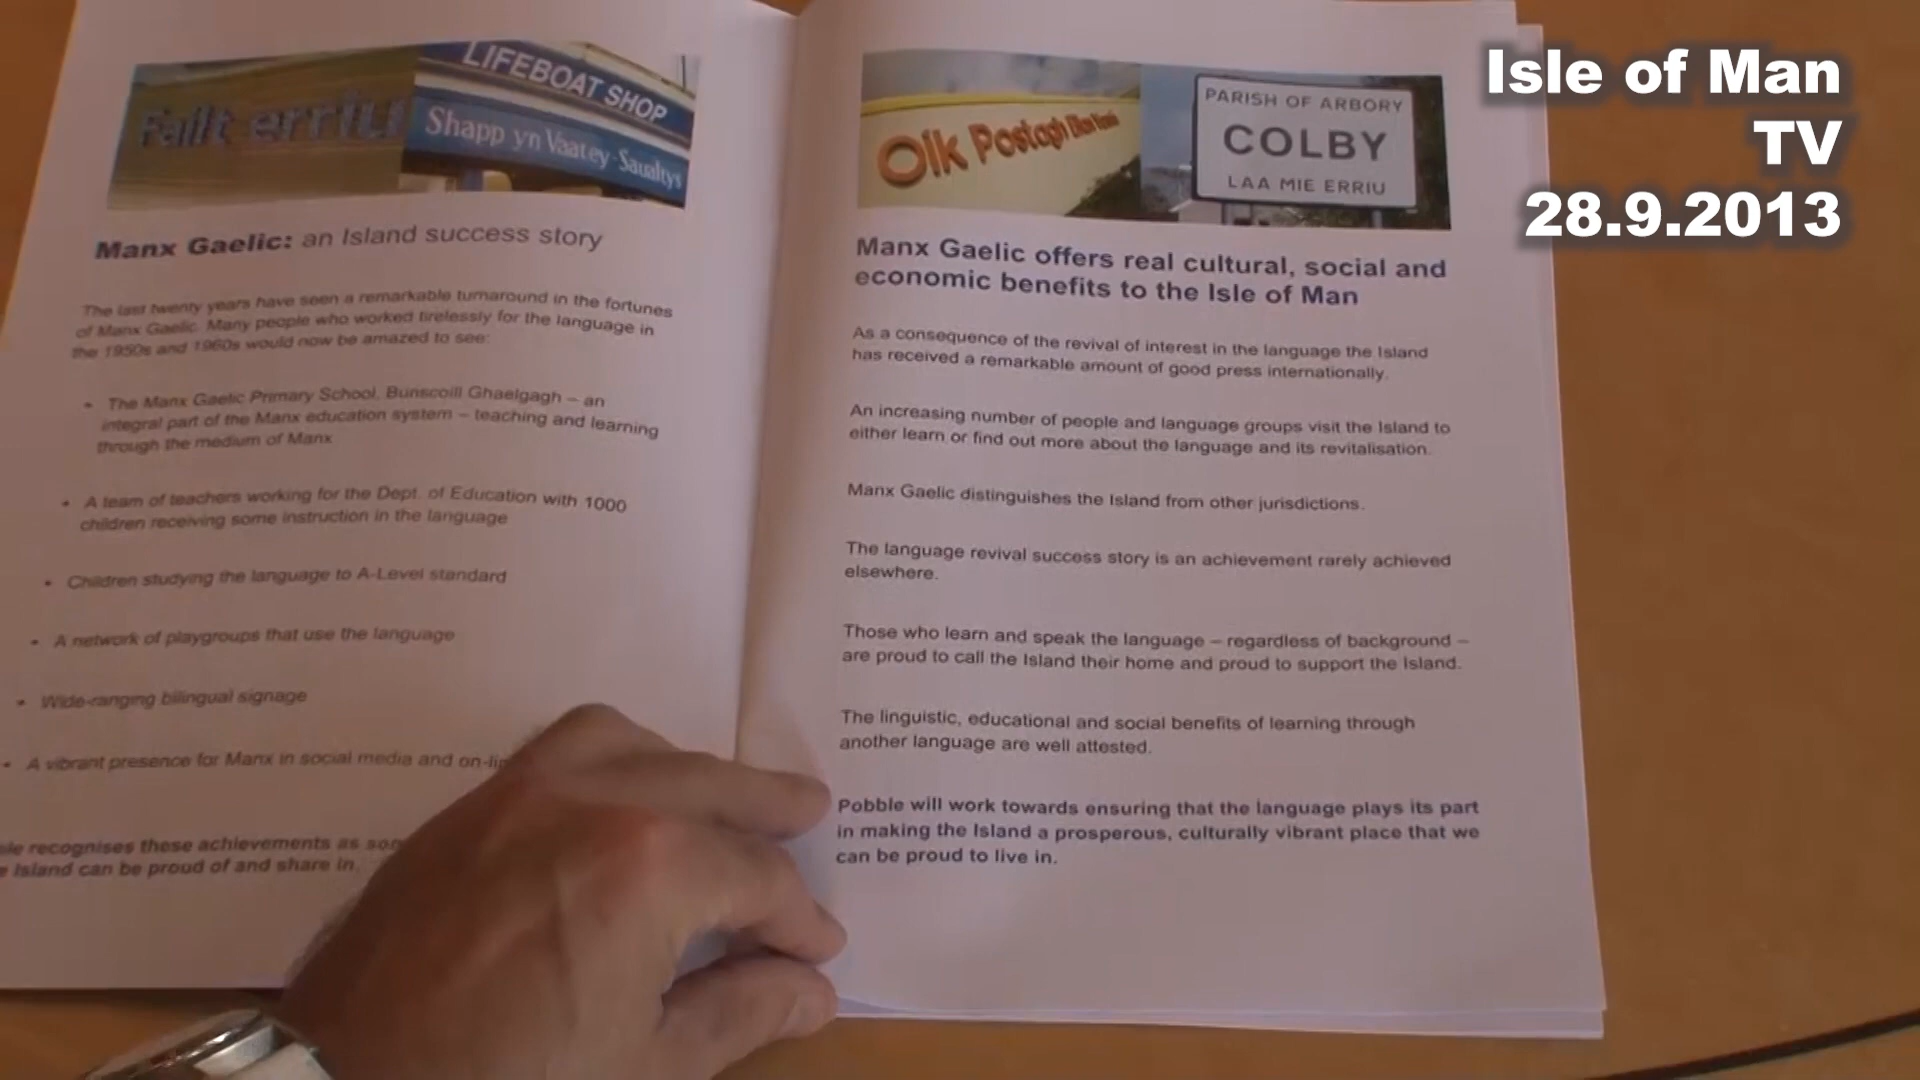 LIFEBOAT SHOP
Failt erriu
Shapp yn Vaatey-Saualtys
Manx Gaelic: an Island success story
The last twenty years have seen a remarkable turnaround in the fortunes
of Manx Gaelic. Many people who worked tirelessly for the language in
the 1950s and 1960s would now be amazed to see:
• The Manx Gaelic Primary School, Bunscoill Ghaelgagh – an
integral part of the Manx education system – teaching and learning
through the medium of Manx
• A team of teachers working for the Dept. of Education with 1000
children receiving some instruction in the language
• Children studying the language to A-Level standard
• A network of playgroups that use the language
• Wide-ranging bilingual signage
• A vibrant presence for Manx in social media and
recognises these achievements as
Island can be proud of and share in.
Oik Postagh
PARISH OF ARBORY
COLBY
LAA MIE ERRIU
Manx Gaelic offers real cultural, social and
economic benefits to the Isle of Man
As a consequence of the revival of interest in the language the Island
has received a remarkable amount of good press internationally.
An increasing number of people and language groups visit the Island to
either learn or find out more about the language and its revitalisation.
Manx Gaelic distinguishes the Island from other jurisdictions.
The language revival success story is an achievement rarely achieved
elsewhere.
Those who learn and speak the language – regardless of background –
are proud to call the Island their home and proud to support the Island.
The linguistic, educational and social benefits of learning through
another language are well attested.
Pobble will work towards ensuring that the language plays its part
in making the Island a prosperous, culturally vibrant place that we
can be proud to live in.
Isle of Man
TV
28.9.2013